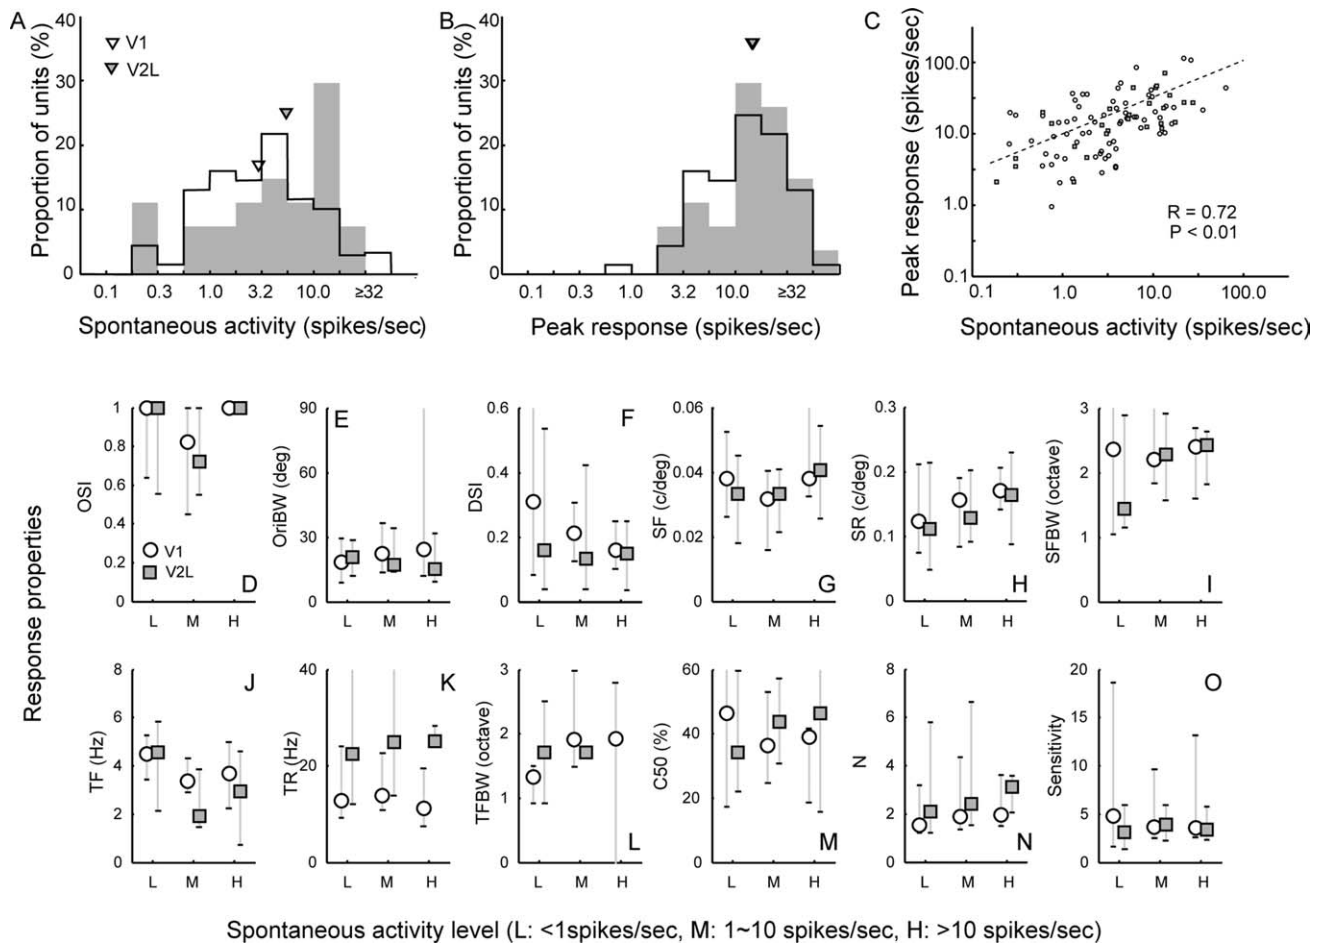 A
40
30
20
10
0
Proportion of units (%)
V1
V2L
0.1 0.3 1.0 3.2 10.0 ≥32
Spontaneous activity (spikes/sec)
B
40
30
20
10
0
Proportion of units (%)
0.1 0.3 1.0 3.2 10.0 ≥32
Peak response (spikes/sec)
C
100.0
10.0
1.0
0.1
Peak response (spikes/sec)
R = 0.72
P < 0.01
0.1 1.0 10.0 100.0
Spontaneous activity (spikes/sec)
Response properties
1
0.8
0.6
0.4
0.2
0
OSI
V1
V2L
D
L M H
90
60
30
0
OriBW (deg)
E
L M H
0.6
0.4
0.2
0
DSI
F
L M H
0.06
0.04
0.02
0
SF (c/deg)
G
L M H
0.3
0.2
0.1
0
SR (c/deg)
H
L M H
3
2
1
0
SFBW (octave)
I
L M H
8
6
4
2
0
TF (Hz)
J
L M H
40
20
0
TR (Hz)
K
L M H
3
2
1
0
TFBW (octave)
L
L M H
60
40
20
0
C50 (%)
M
L M H
8
6
4
2
0
N
N
L M H
20
15
10
5
0
Sensitivity
O
L M H
Spontaneous activity level (L: <1spikes/sec, M: 1~10 spikes/sec, H: >10 spikes/sec)